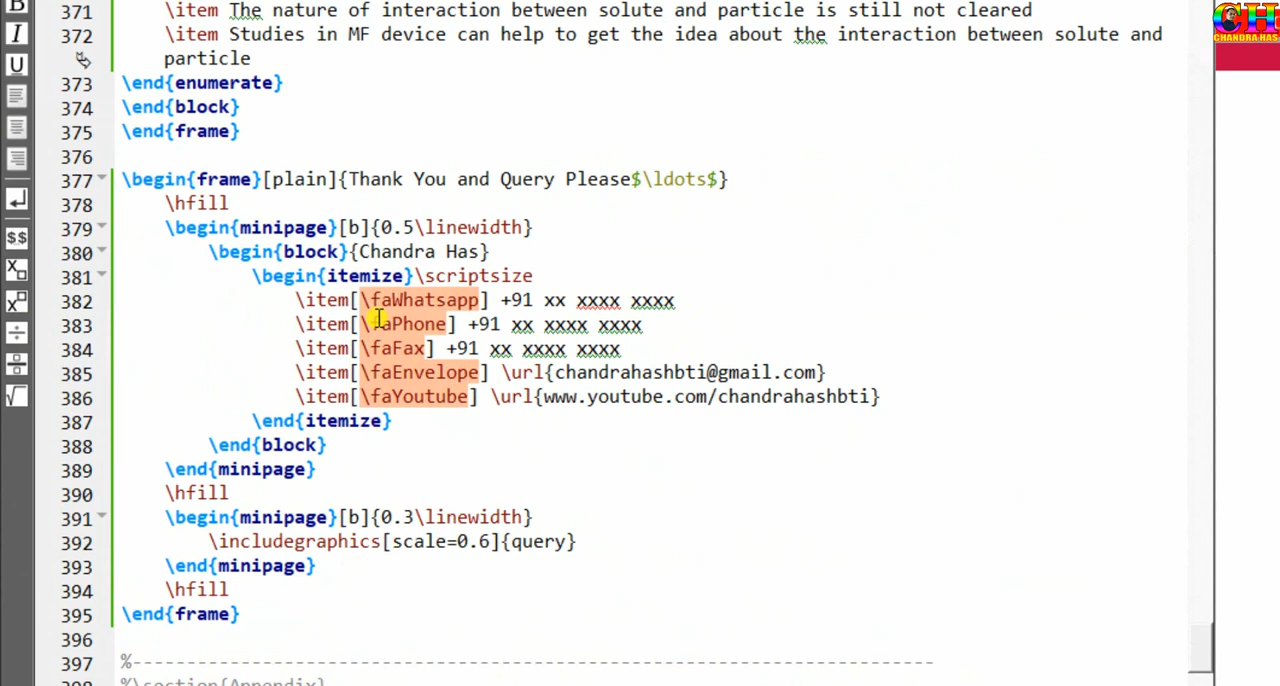 B
I
U
$$
371 \item The nature of interaction between solute and particle is still not cleared
372 \item Studies in MF device can help to get the idea about the interaction between solute and
particle
373 \end{enumerate}
374 \end{block}
375 \end{frame}
376
377 \begin{frame}[plain]{Thank You and Query Please$\ldots$}
378 \hfill
379 \begin{minipage}[b]{0.5\linewidth}
380 \begin{block}{Chandra Has}
381 \begin{itemize}\scriptsize
382 \item[\faWhatsapp] +91 xx xxxx xxxx
383 \item[\faPhone] +91 xx xxxx xxxx
384 \item[\faFax] +91 xx xxxx xxxx
385 \item[\faEnvelope] \url{chandrahashbti@gmail.com}
386 \item[\faYoutube] \url{www.youtube.com/chandrahashbti}
387 \end{itemize}
388 \end{block}
389 \end{minipage}
390 \hfill
391 \begin{minipage}[b]{0.3\linewidth}
392 \includegraphics[scale=0.6]{query}
393 \end{minipage}
394 \hfill
395 \end{frame}
396
397 %--------------------------------------------------------------------------
398 %\section{Appendix}
CH
CHANDRA HAS